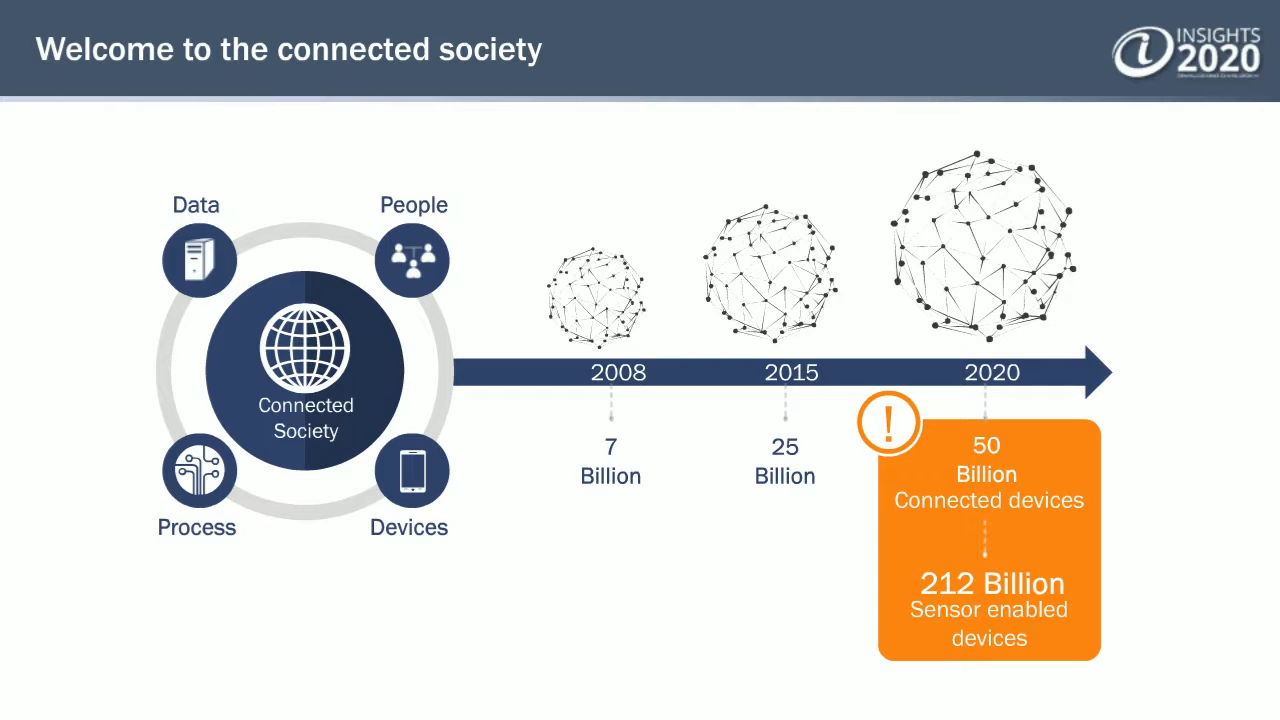 Welcome to the connected society
INSIGHTS
2020
Data
People
Connected
Society
Process
Devices
2008
2015
2020
7
Billion
25
Billion
!
50
Billion
Connected devices
212 Billion
Sensor enabled
devices